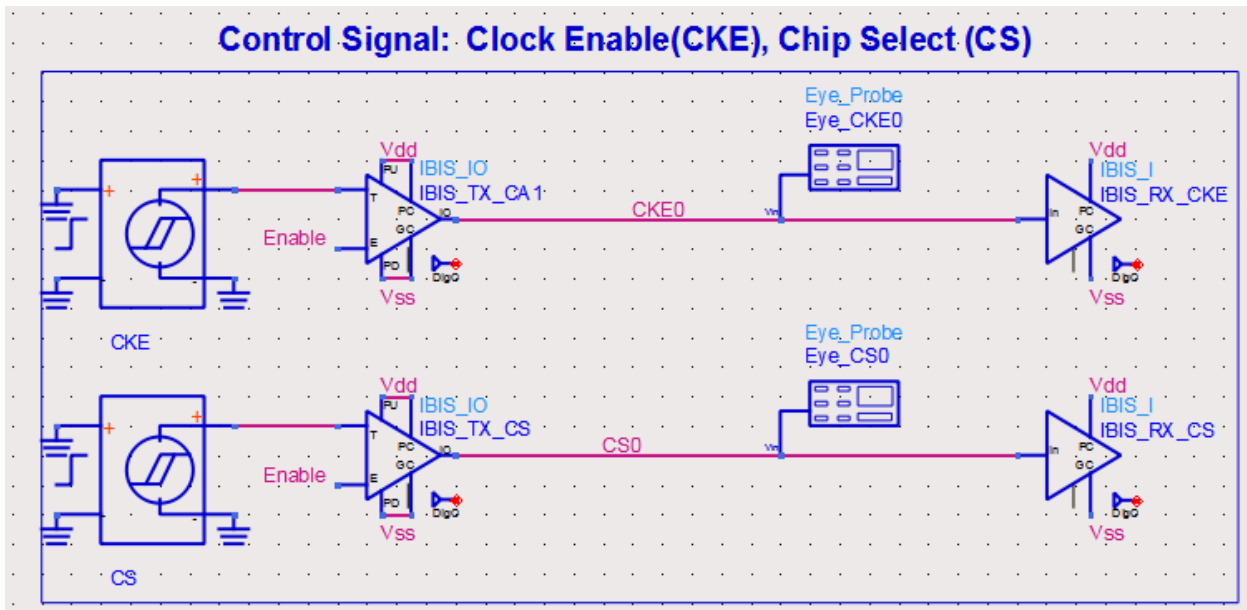 Control Signal: Clock Enable(CKE), Chip Select (CS)
Eye_Probe
Eye_CKE0
Vdd
PU
IBIS_IO
IBIS_TX_CA1
T
PC
IO
GC
E
PD
DigO
Vss
Enable
CKE0
Vin
Vdd
IBIS_I
IBIS_RX_CKE
In
PC
GC
DigO
Vss
+
+
-
-
CKE
Eye_Probe
Eye_CS0
Vdd
PU
IBIS_IO
IBIS_TX_CS
T
PC
IO
GC
E
PD
DigO
Vss
Enable
CS0
Vin
Vdd
IBIS_I
IBIS_RX_CS
In
PC
GC
DigO
Vss
+
+
-
-
CS